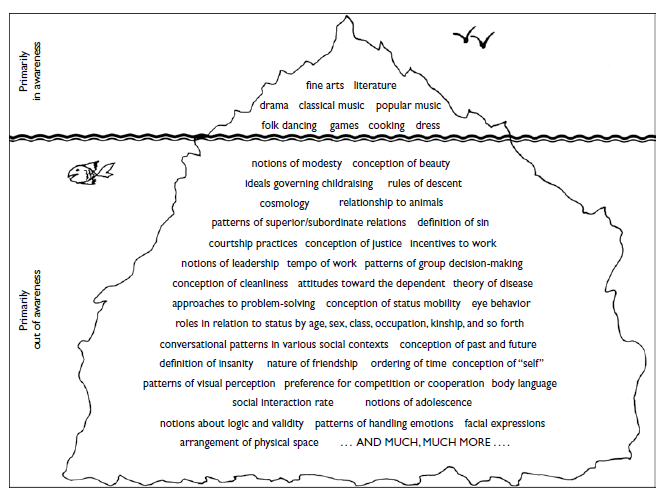 Primarily
in awareness
fine arts literature
drama classical music popular music
folk dancing games cooking dress
Primarily
out of awareness
notions of modesty conception of beauty
ideals governing childraising rules of descent
cosmology relationship to animals
patterns of superior/subordinate relations definition of sin
courtship practices conception of justice incentives to work
notions of leadership tempo of work patterns of group decision-making
conception of cleanliness attitudes toward the dependent theory of disease
approaches to problem-solving conception of status mobility eye behavior
roles in relation to status by age, sex, class, occupation, kinship, and so forth
conversational patterns in various social contexts conception of past and future
definition of insanity nature of friendship ordering of time conception of “self”
patterns of visual perception preference for competition or cooperation body language
social interaction rate notions of adolescence
notions about logic and validity patterns of handling emotions facial expressions
arrangement of physical space . . . AND MUCH, MUCH MORE . . . .